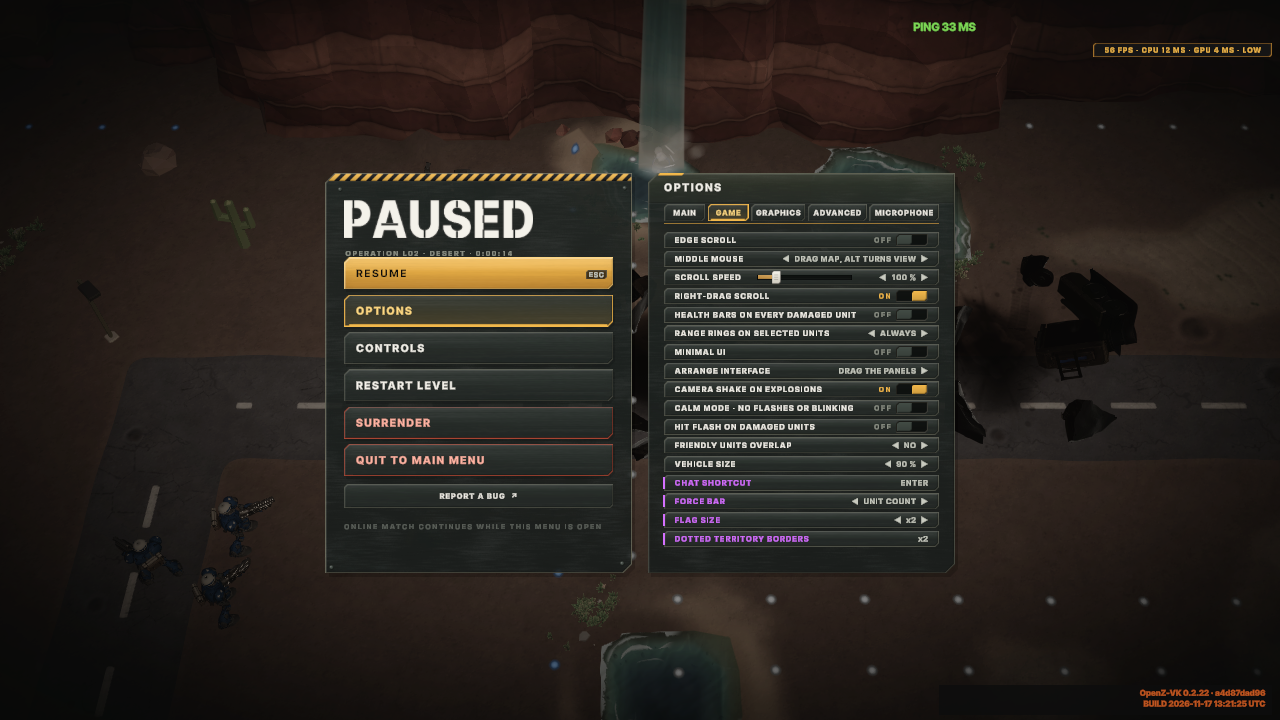 PING 33 MS
56 FPS · CPU 12 MS · GPU 4 MS · LOW
PAUSED
OPERATION L02 · DESERT · 0:00:14
RESUME
ESC
OPTIONS
CONTROLS
RESTART LEVEL
SURRENDER
QUIT TO MAIN MENU
REPORT A BUG
ONLINE MATCH CONTINUES WHILE THIS MENU IS OPEN
OPTIONS
MAIN GAME GRAPHICS ADVANCED MICROPHONE
EDGE SCROLL OFF
MIDDLE MOUSE DRAG MAP, ALT TURNS VIEW
SCROLL SPEED 100 %
RIGHT-DRAG SCROLL ON
HEALTH BARS ON EVERY DAMAGED UNIT OFF
RANGE RINGS ON SELECTED UNITS ALWAYS
MINIMAL UI OFF
ARRANGE INTERFACE DRAG THE PANELS
CAMERA SHAKE ON EXPLOSIONS ON
CALM MODE · NO FLASHES OR BLINKING OFF
HIT FLASH ON DAMAGED UNITS OFF
FRIENDLY UNITS OVERLAP NO
VEHICLE SIZE 90 %
CHAT SHORTCUT ENTER
FORCE BAR UNIT COUNT
FLAG SIZE x2
DOTTED TERRITORY BORDERS x2
OpenZ-VK 0.2.22 · a4d87dad96
BUILD 2026-11-17 13:21:25 UTC